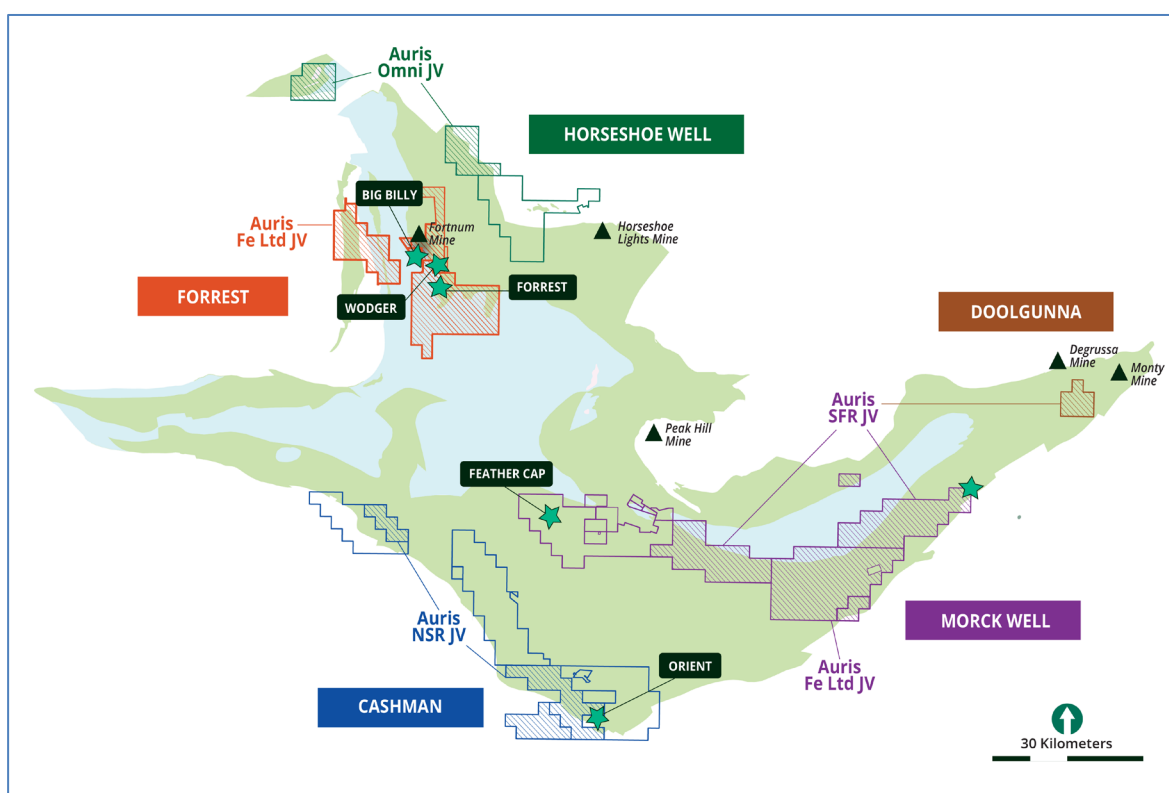 Auris
Omni JV
HORSESHOE WELL
BIG BILLY
Auris
Fe Ltd JV
Fortnum
Mine
Horseshoe
Lights Mine
FORREST
WODGER
FORREST
DOOLGUNNA
Degrussa
Mine
Monty
Mine
Auris
SFR JV
Peak Hill
Mine
FEATHER CAP
Auris
NSR JV
MORCK WELL
ORIENT
Auris
Fe Ltd JV
CASHMAN
30 Kilometers